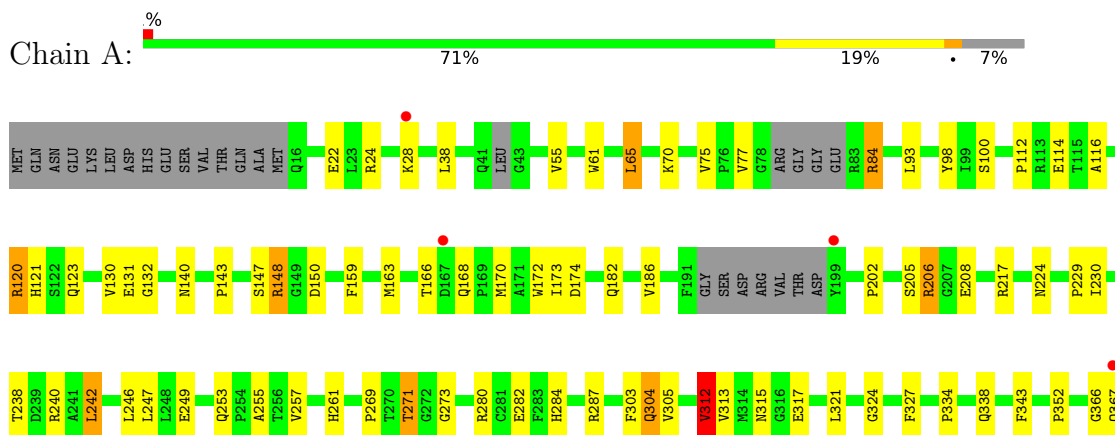 .%
Chain A:
71% 19% • 7%
MET GLN ASN GLU LYS LEU ASP HIS GLU SER VAL THR GLN ALA MET Q16 E22 L23 R24 K28 L38 Q41 LEU G43 V55 W61 L65 K70 V75 P76 V77 G78 ARG GLY GLY GLU R83 R84 L93 Y98 I99 S100 P112 R113 E114 T115 A116
R120 H121 S122 Q123 V130 E131 G132 N140 P143 S147 R148 G149 D150 F159 M163 T166 D167 Q168 P169 M170 A171 W172 I173 D174 Q182 V186 F191 GLY SER ASP ARG VAL THR ASP Y199 P202 S205 R206 G207 E208 R217 N224 P229 I230
T238 D239 R240 A241 L242 L246 L247 L248 E249 Q253 P254 A255 T256 V257 H261 P269 T270 T271 G272 G273 R280 C281 E282 F283 H284 R287 F303 Q304 V305 V312 V313 M314 N315 G316 E317 L321 G324 F327 P334 Q338 F343 P352 G366